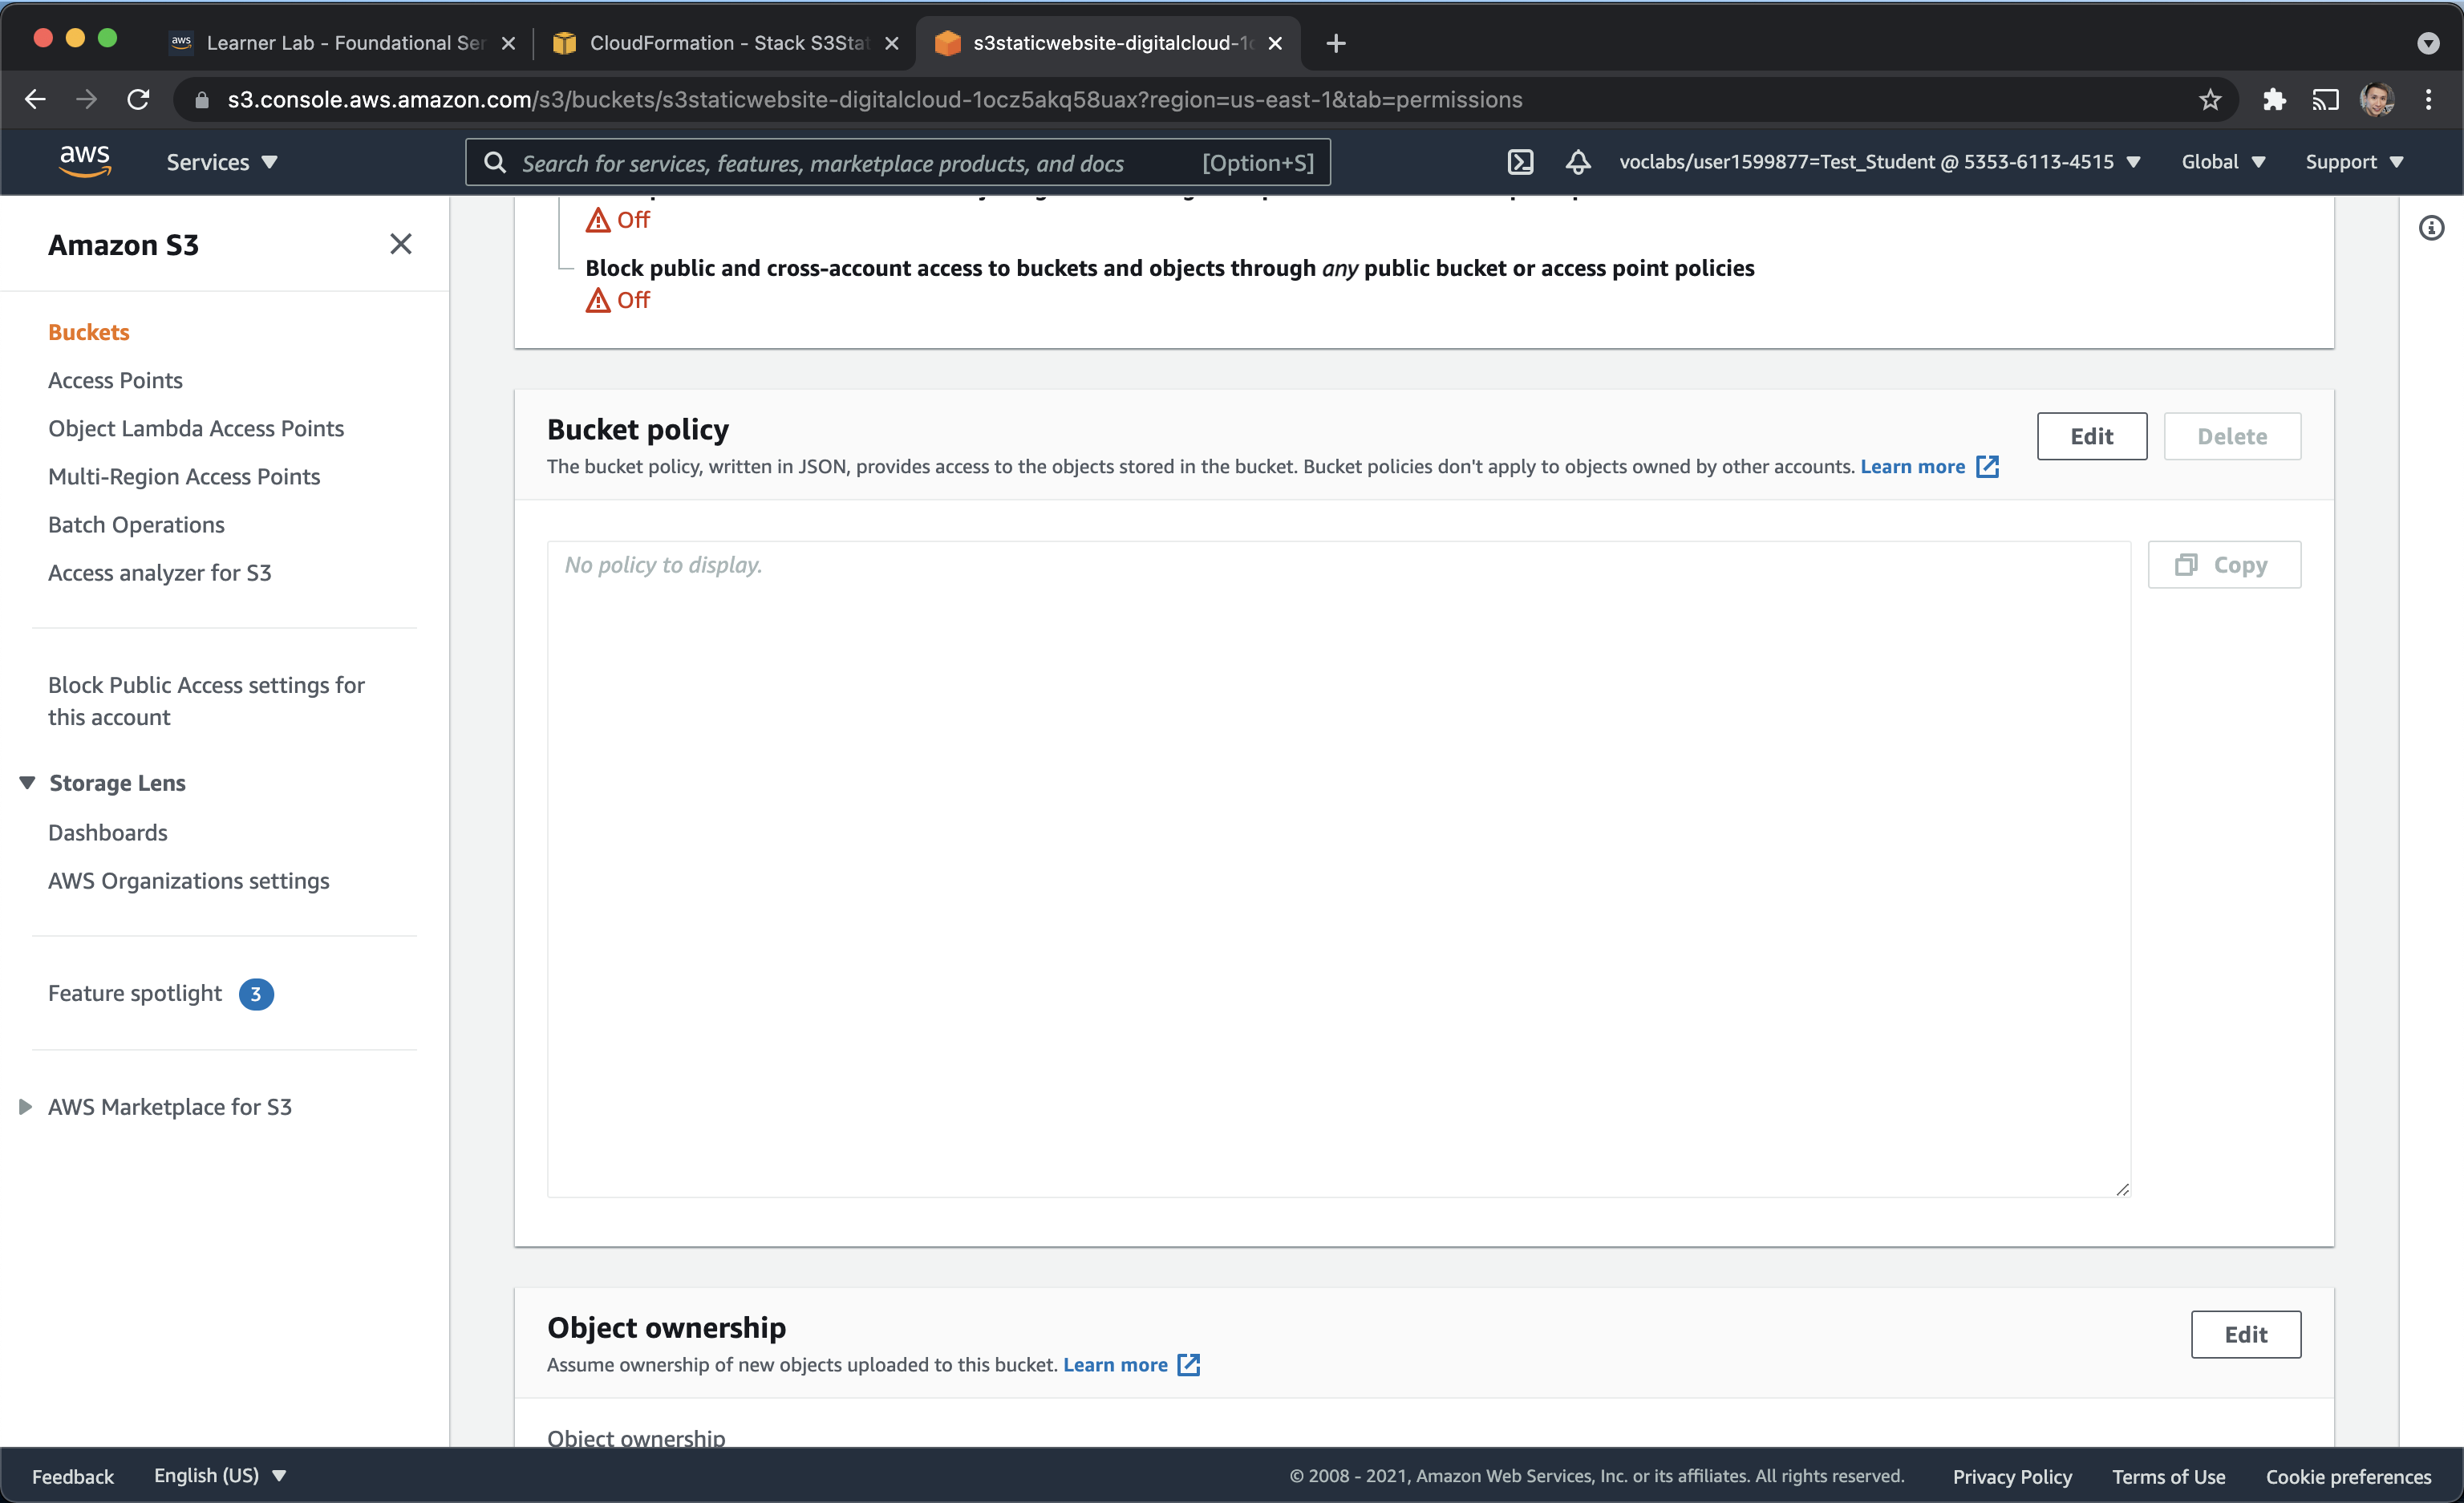 aws Learner Lab - Foundational Ser
CloudFormation - Stack S3Stat
s3staticwebsite-digitalcloud-1o
s3.console.aws.amazon.com/s3/buckets/s3staticwebsite-digitalcloud-1ocz5akq58uax?region=us-east-1&tab=permissions
aws
Services
Search for services, features, marketplace products, and docs [Option+S]
voclabs/user1599877=Test_Student @ 5353-6113-4515
Global
Support
Amazon S3
Buckets
Access Points
Object Lambda Access Points
Multi-Region Access Points
Batch Operations
Access analyzer for S3
Block Public Access settings for
this account
Storage Lens
Dashboards
AWS Organizations settings
Feature spotlight 3
AWS Marketplace for S3
Off
Block public and cross-account access to buckets and objects through any public bucket or access point policies
Off
Bucket policy
Edit
Delete
The bucket policy, written in JSON, provides access to the objects stored in the bucket. Bucket policies don't apply to objects owned by other accounts. Learn more
No policy to display.
Copy
Object ownership
Edit
Assume ownership of new objects uploaded to this bucket. Learn more
Object ownership
Feedback
English (US)
© 2008 - 2021, Amazon Web Services, Inc. or its affiliates. All rights reserved.
Privacy Policy
Terms of Use
Cookie preferences